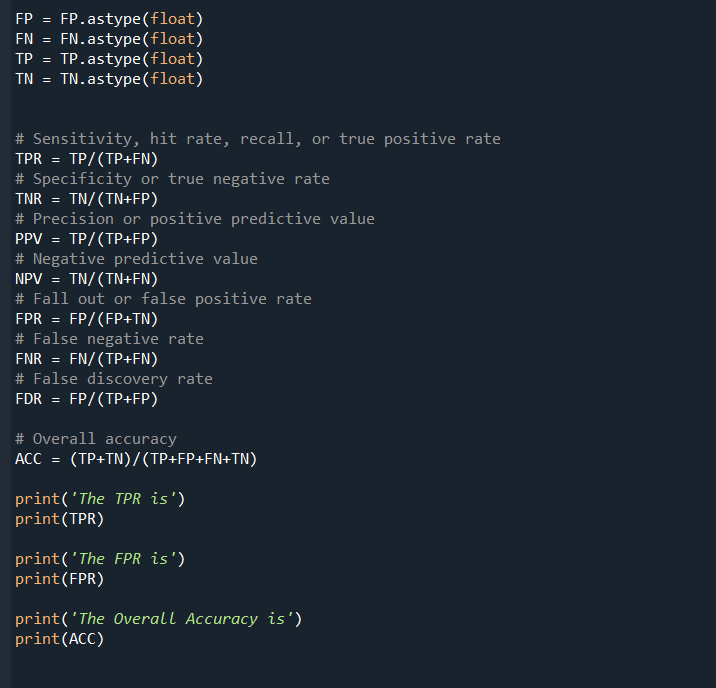 FP = FP.astype(float)
FN = FN.astype(float)
TP = TP.astype(float)
TN = TN.astype(float)
# Sensitivity, hit rate, recall, or true positive rate
TPR = TP/(TP+FN)
# Specificity or true negative rate
TNR = TN/(TN+FP)
# Precision or positive predictive value
PPV = TP/(TP+FP)
# Negative predictive value
NPV = TN/(TN+FN)
# Fall out or false positive rate
FPR = FP/(FP+TN)
# False negative rate
FNR = FN/(TP+FN)
# False discovery rate
FDR = FP/(TP+FP)
# Overall accuracy
ACC = (TP+TN)/(TP+FP+FN+TN)
print('The TPR is')
print(TPR)
print('The FPR is')
print(FPR)
print('The Overall Accuracy is')
print(ACC)